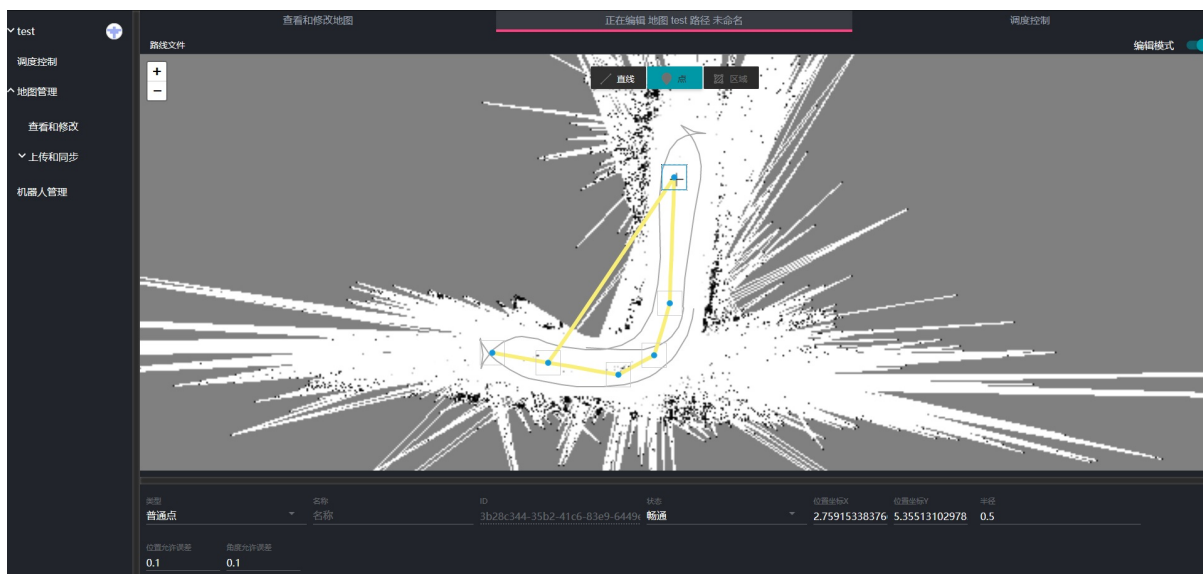 查看和修改地图
正在编辑 地图 test 路径 未命名
调度控制
test
路线文件
编辑模式
调度控制
地图管理
查看和修改
上传和同步
机器人管理
+
−
直线
点
区域
类型
普通点
名称
名称
ID
3b28c344-35b2-41c6-83e9-6449
状态
畅通
位置坐标X
2.75915338376
位置坐标Y
5.35513102978
半径
0.5
位置允许误差
0.1
角度允许误差
0.1